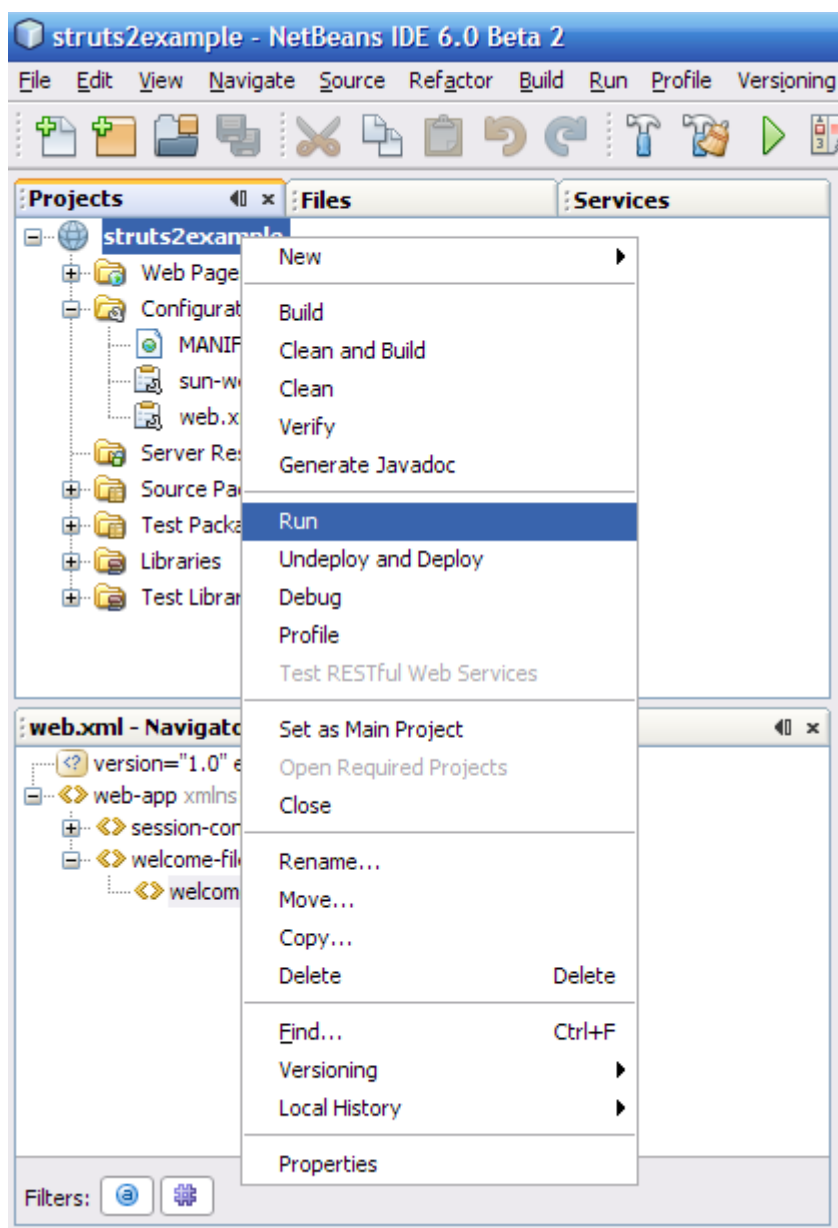 struts2example - NetBeans IDE 6.0 Beta 2
File Edit View Navigate Source Refactor Build Run Profile Versioning
Projects Files Services
struts2example
Web Page
Configurat
MANIF
sun-we
web.x
Server Res
Source Pa
Test Packa
Libraries
Test Librar
New
Build
Clean and Build
Clean
Verify
Generate Javadoc
Run
Undeploy and Deploy
Debug
Profile
Test RESTful Web Services
Set as Main Project
Open Required Projects
Close
Rename...
Move...
Copy...
Delete Delete
Find... Ctrl+F
Versioning
Local History
Properties
web.xml - Navigato
version="1.0" e
web-app xmlns
session-con
welcome-file
welcom
Filters: